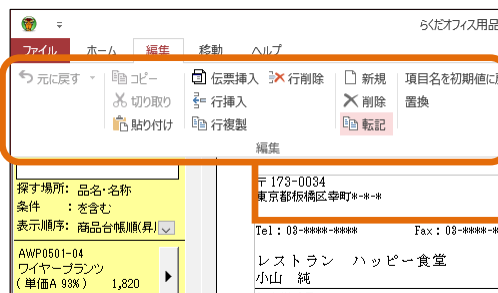 らくだオフィス用品
ファイル ホーム 編集 移動 ヘルプ
元に戻す コピー 伝票挿入 行削除 新規 項目名を初期値に
切り取り 行挿入 削除 置換
貼り付け 行複製 転記
編集
〒173-0034
探す場所: 品名・名称
東京都板橋区幸町*-*-*
条件 : を含む
表示順序: 商品台帳順(昇)
Tel : 03-****-**** Fax : 03-****-*
AWP0501-04
ワイヤープランツ
レストラン ハッピー食堂
(単価A 93%) 1,820
小山 純